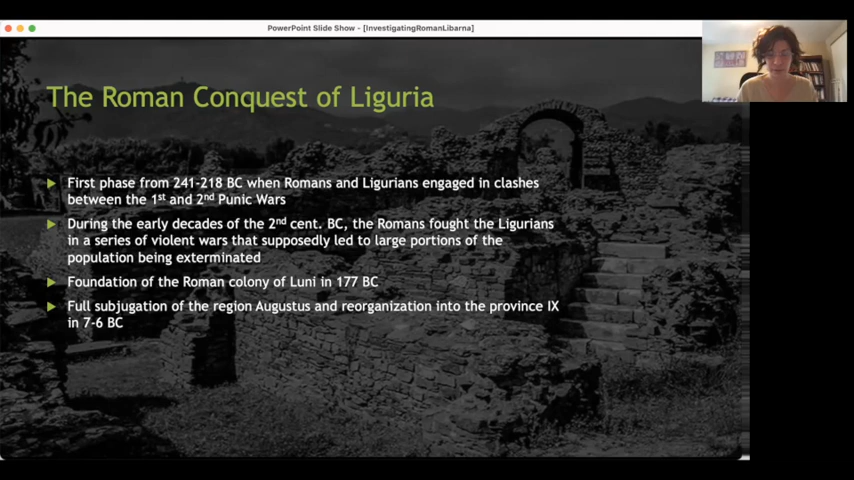 PowerPoint Slide Show - [InvestigatingRomanLibarna]
The Roman Conquest of Liguria
First phase from 241-218 BC when Romans and Ligurians engaged in clashes
between the 1st and 2nd Punic Wars
During the early decades of the 2nd cent. BC, the Romans fought the Ligurians
in a series of violent wars that supposedly led to large portions of the
population being exterminated
Foundation of the Roman colony of Luni in 177 BC
Full subjugation of the region Augustus and reorganization into the province IX
in 7-6 BC